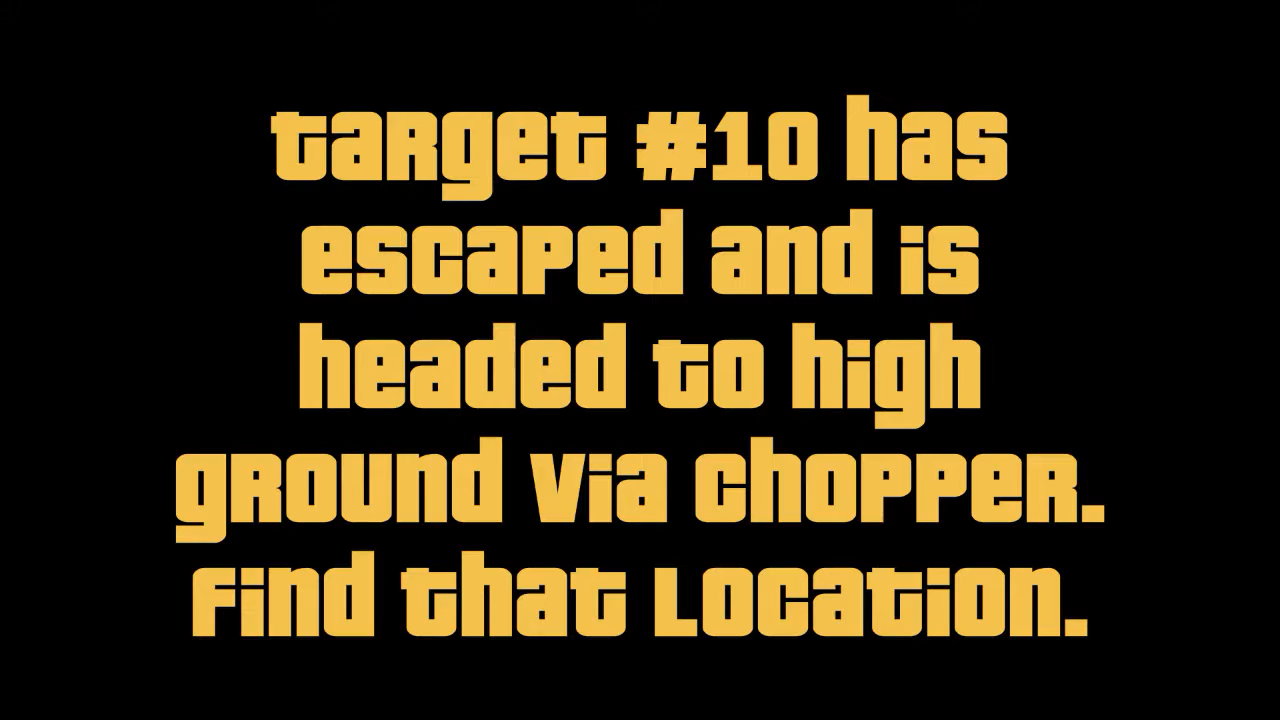 Target #10 has
escaped and is
headed to high
ground via chopper.
Find that location.